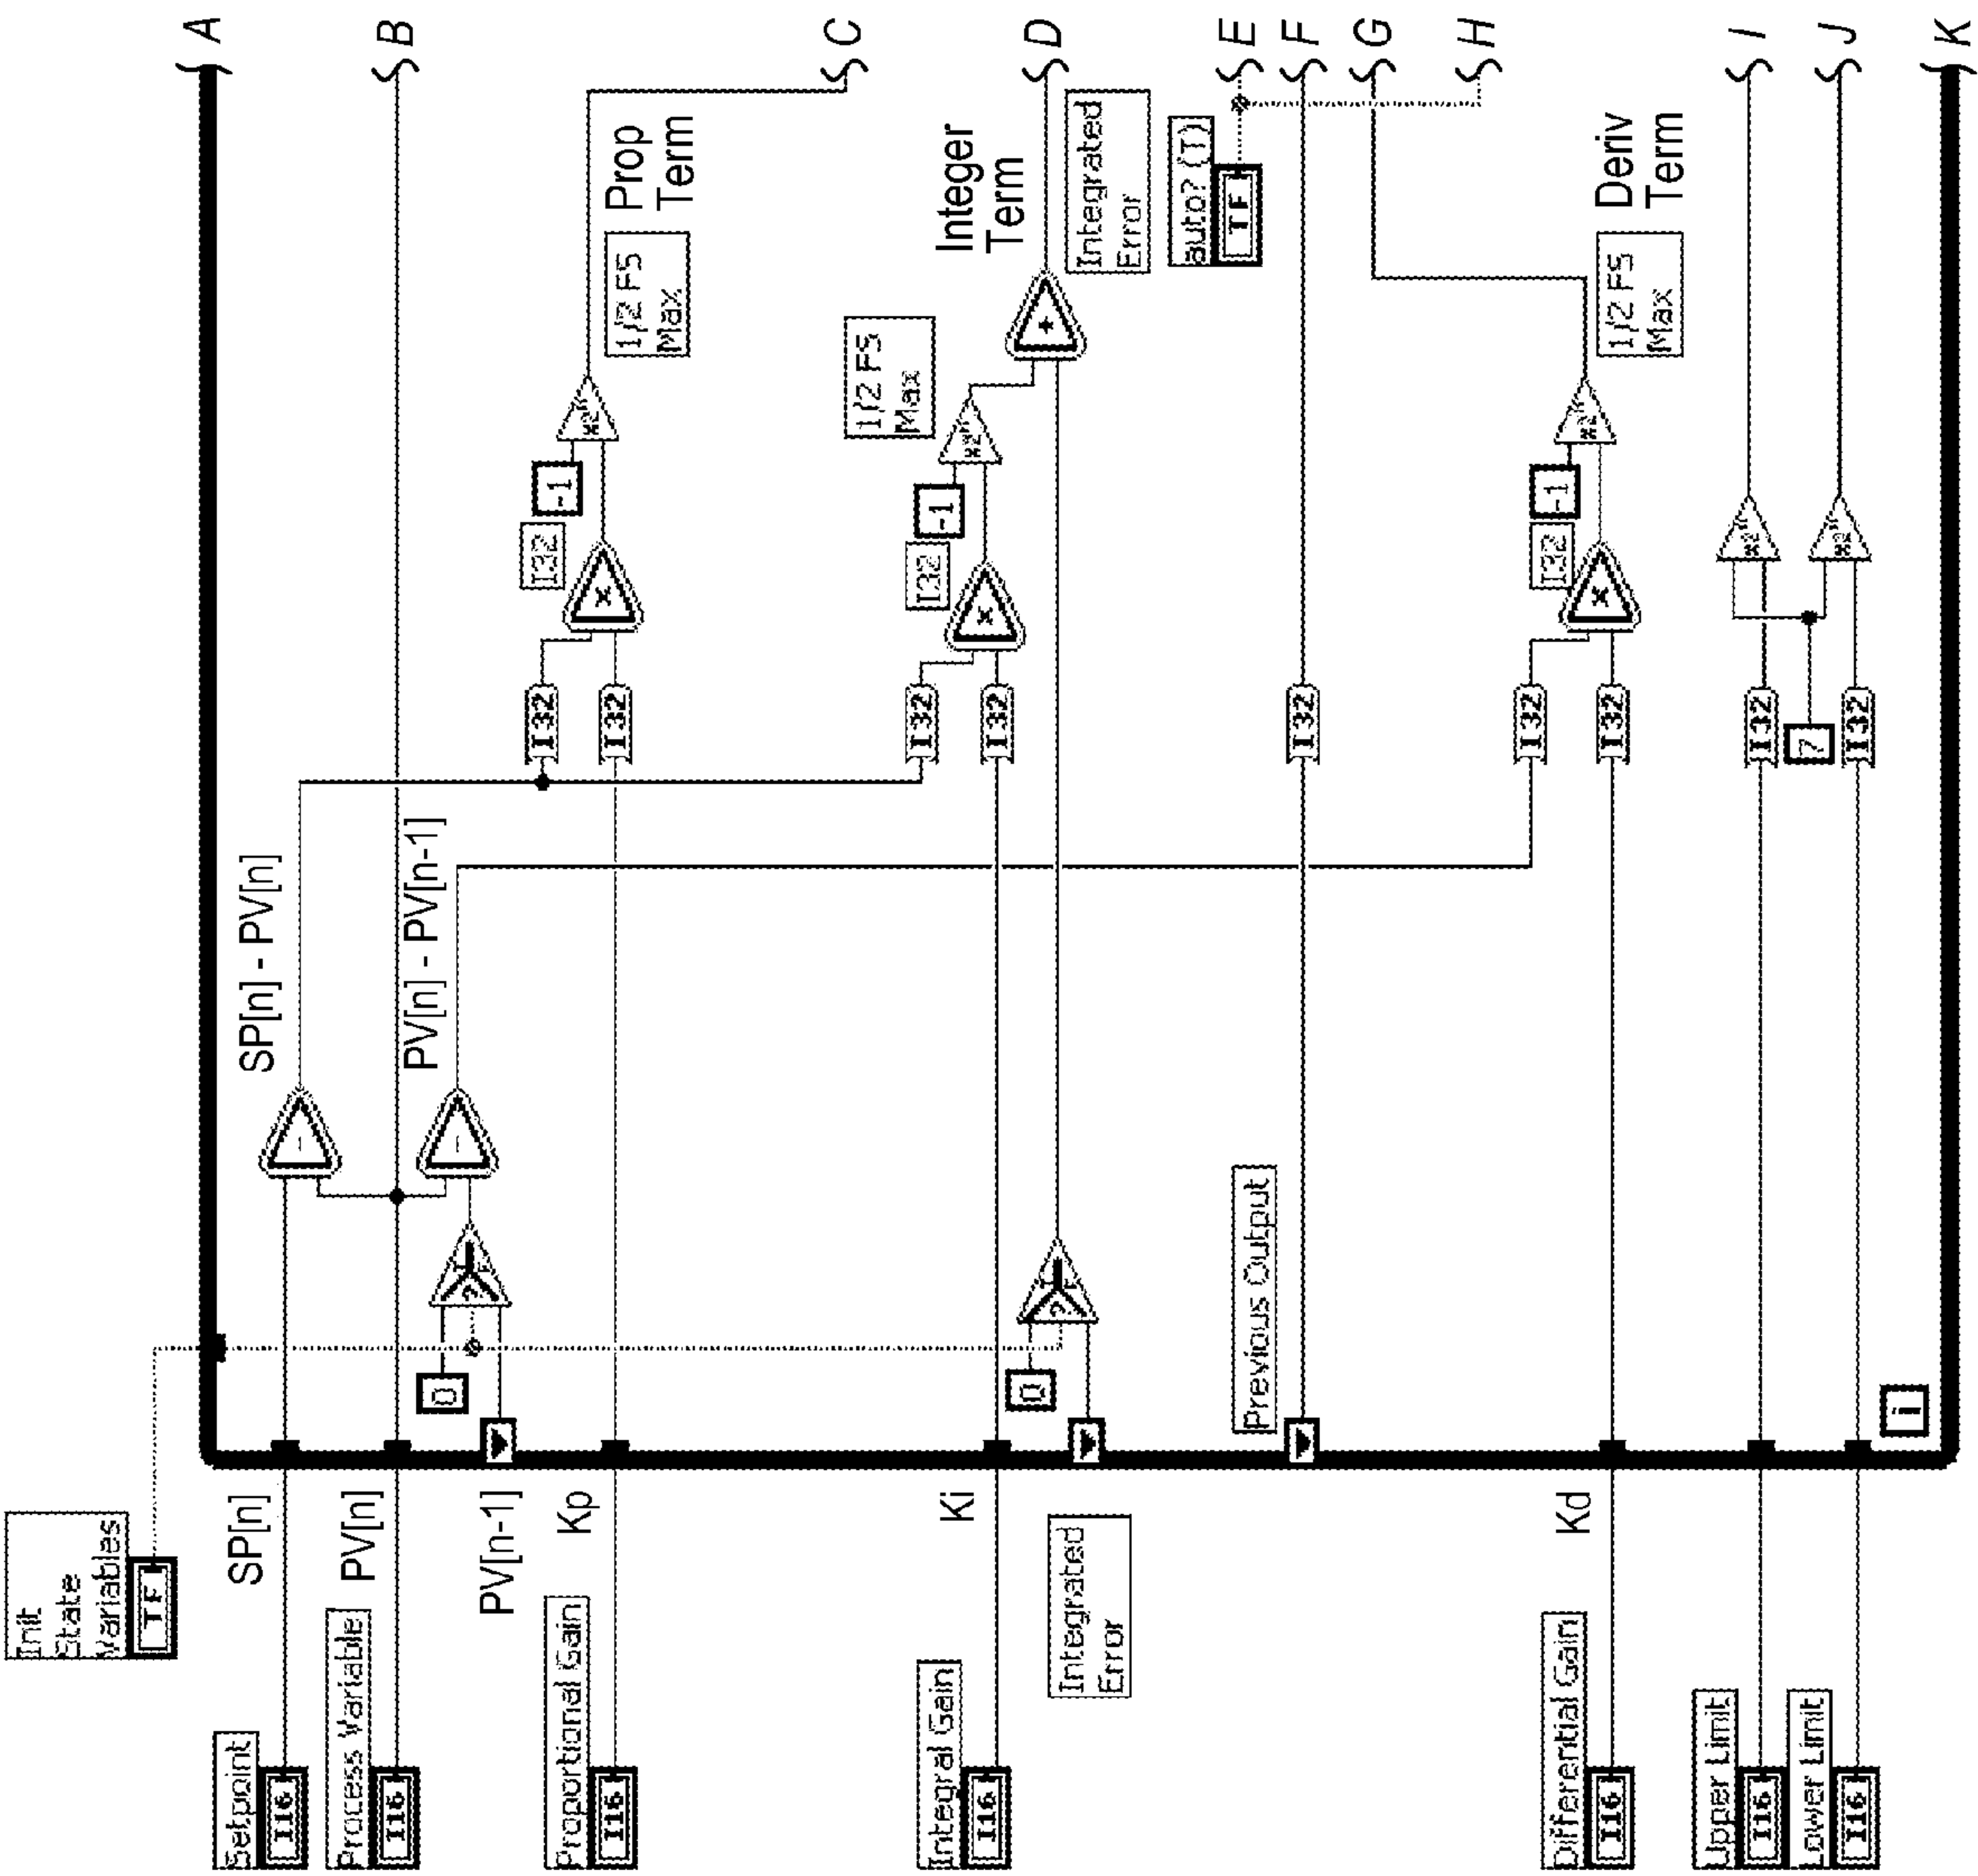 Init
State
Variables
TF
A
Setpoint
I16
SP[n]
SP[n] - PV[n]
Process Variable
I16
PV[n]
B
PV[n] - PV[n-1]
0
PV[n-1]
Proportional Gain
I16
Kp
I32
I32
I32
x
-1
1/2 FS
Max
Prop
Term
C
Integral Gain
I16
Ki
I32
I32
I32
x
-1
1/2 FS
Max
Integer
Term
0
Integrated
Error
+
Integrated
Error
D
auto? (T)
TF
E
Previous Output
I32
F
G
H
Differential Gain
I16
Kd
I32
I32
I32
x
-1
1/2 FS
Max
Deriv
Term
Upper Limit
I16
I32
I
7
Lower Limit
I16
I32
J
i
K